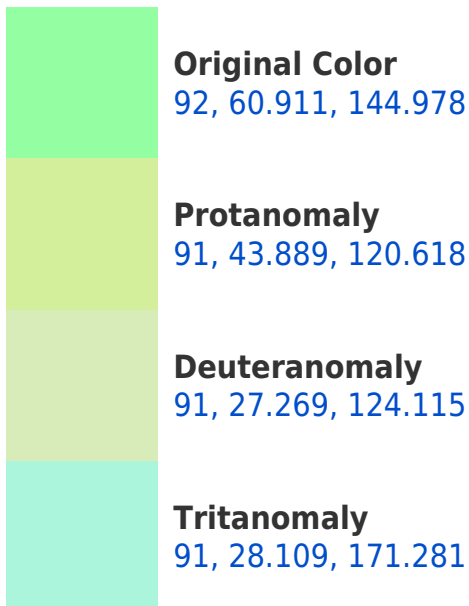 Original Color
92, 60.911, 144.978
Protanomaly
91, 43.889, 120.618
Deuteranomaly
91, 27.269, 124.115
Tritanomaly
91, 28.109, 171.281